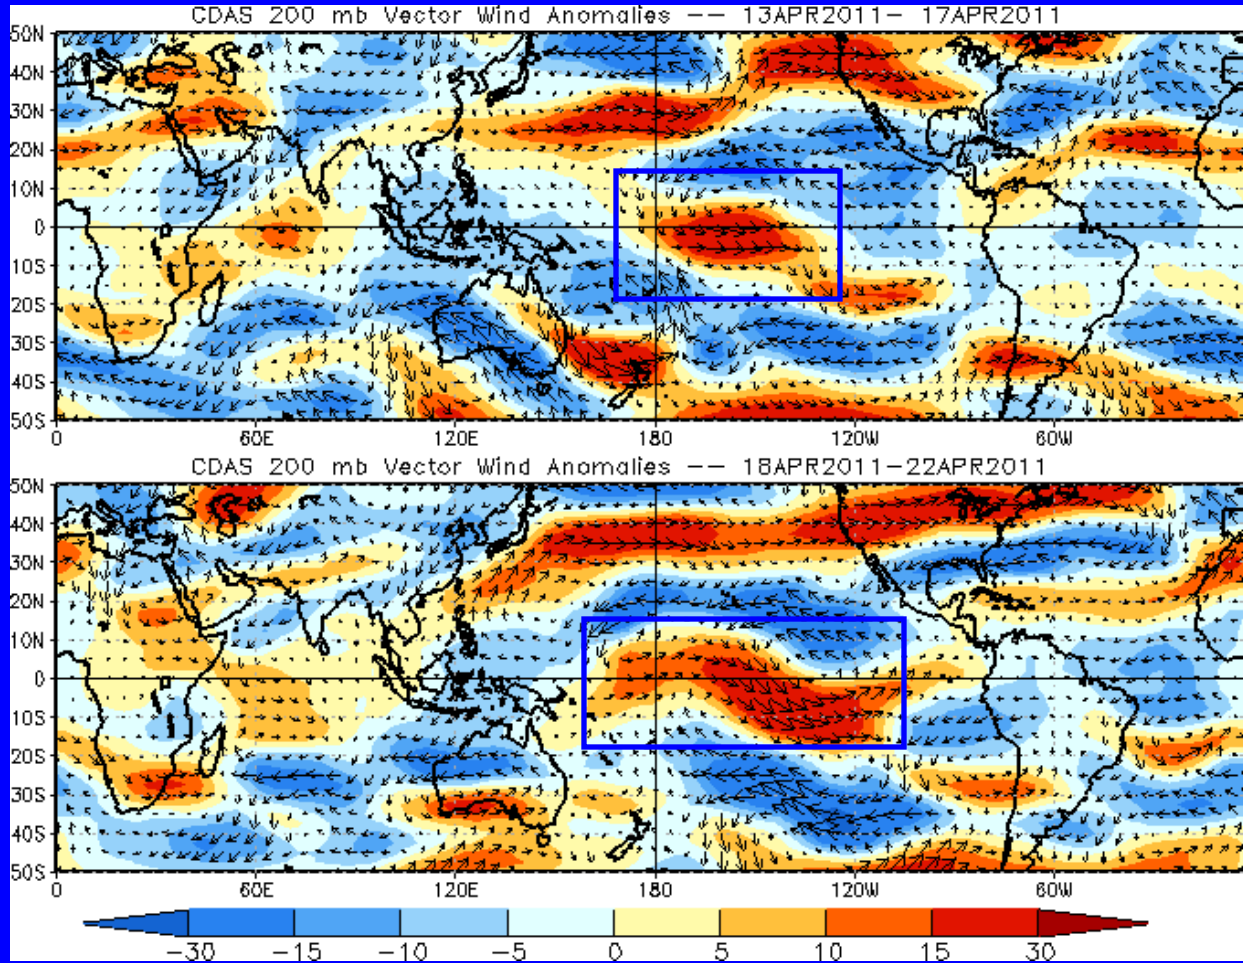 CDAS 200 mb Vector Wind Anomalies -- 13APR2011- 17APR2011
50N
40N
30N
20N
10N
0
10S
20S
30S
40S
50S
0 60E 120E 180 120W 60W
CDAS 200 mb Vector Wind Anomalies -- 18APR2011-22APR2011
50N
40N
30N
20N
10N
0
10S
20S
30S
40S
50S
0 60E 120E 180 120W 60W
-30 -15 -10 -5 0 5 10 15 30